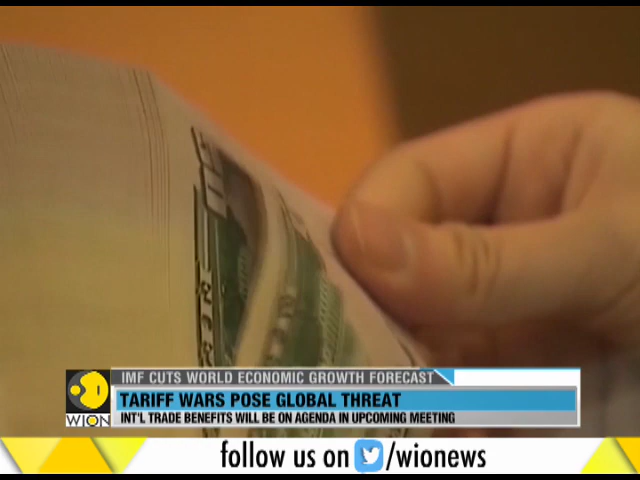 IMF CUTS WORLD ECONOMIC GROWTH FORECAST
TARIFF WARS POSE GLOBAL THREAT
INT'L TRADE BENEFITS WILL BE ON AGENDA IN UPCOMING MEETING
WION
follow us on /wionews